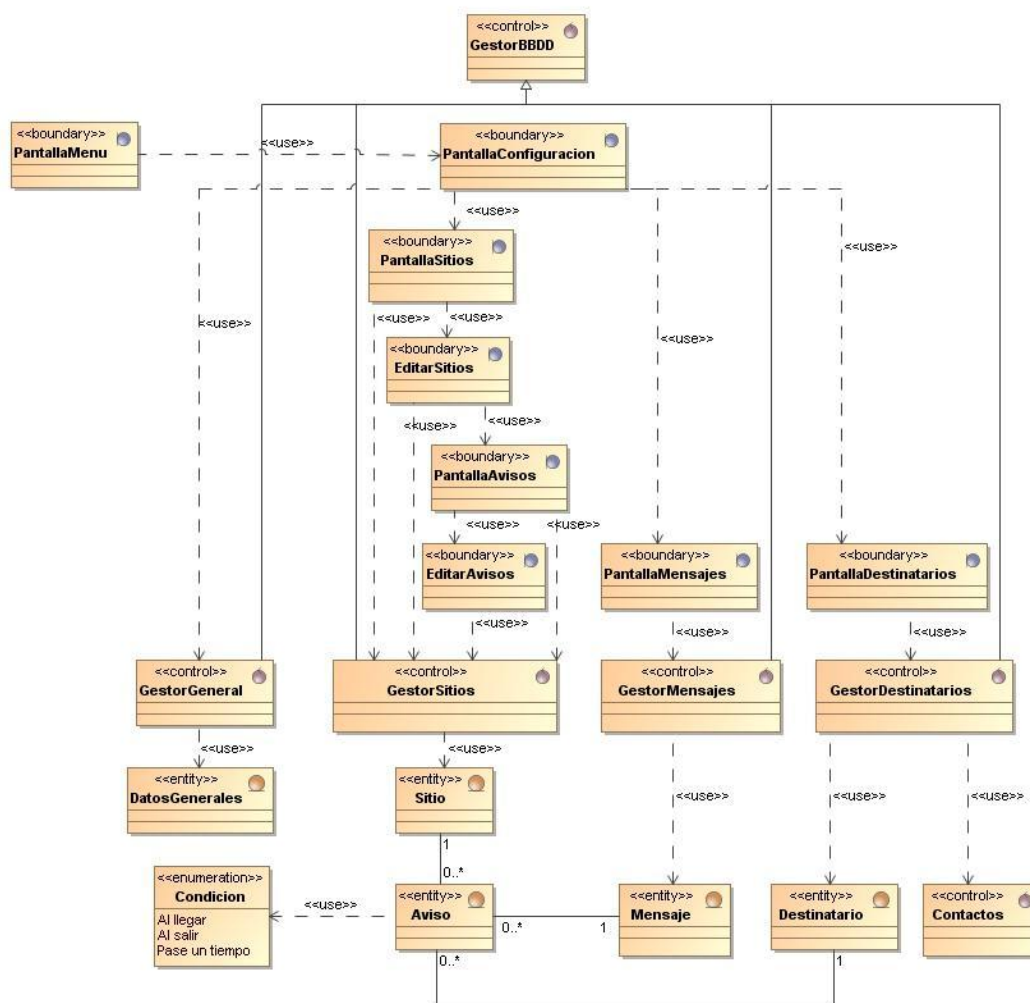 <<control>>
GestorBBDD
<<boundary>>
PantallaMenu
<<use>>
<<boundary>>
PantallaConfiguracion
<<use>>
<<boundary>>
PantallaSitios
<<use>>
<<use>>
<<use>>
<<use>>
<<use>>
<<boundary>>
EditarSitios
<<use>>
<<use>>
<<boundary>>
PantallaAvisos
<<use>>
<<use>>
<<boundary>>
EditarAvisos
<<boundary>>
PantallaMensajes
<<boundary>>
PantallaDestinatarios
<<use>>
<<use>>
<<use>>
<<control>>
GestorGeneral
<<control>>
GestorSitios
<<control>>
GestorMensajes
<<control>>
GestorDestinatarios
<<use>>
<<use>>
<<entity>>
DatosGenerales
<<entity>>
Sitio
<<use>>
<<use>>
<<use>>
1
0..*
<<enumeration>>
Condicion
Al llegar
Al salir
Pase un tiempo
<<use>>
<<entity>>
Aviso
0..*
1
<<entity>>
Mensaje
<<entity>>
Destinatario
<<control>>
Contactos
0..*
1